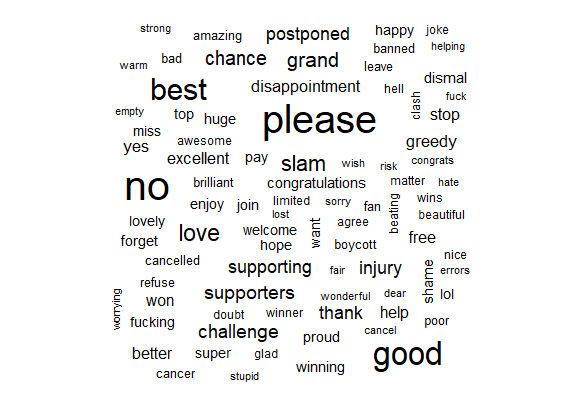 strong amazing postponed happy joke
banned helping
warm bad chance grand leave
best disappointment hell dismal
fuck
empty top huge please clash stop
miss
yes awesome greedy
excellent pay slam wish risk congrats
no brilliant congratulations matter hate
enjoy join limited sorry fan beating wins
lost beautiful
lovely love welcome want agree
forget hope boycott free
cancelled supporting fair injury shame nice
errors
refuse supporters wonderful dear lol
worrying won
fucking doubt winner thank help poor
challenge proud cancel
better super glad good
cancer stupid winning